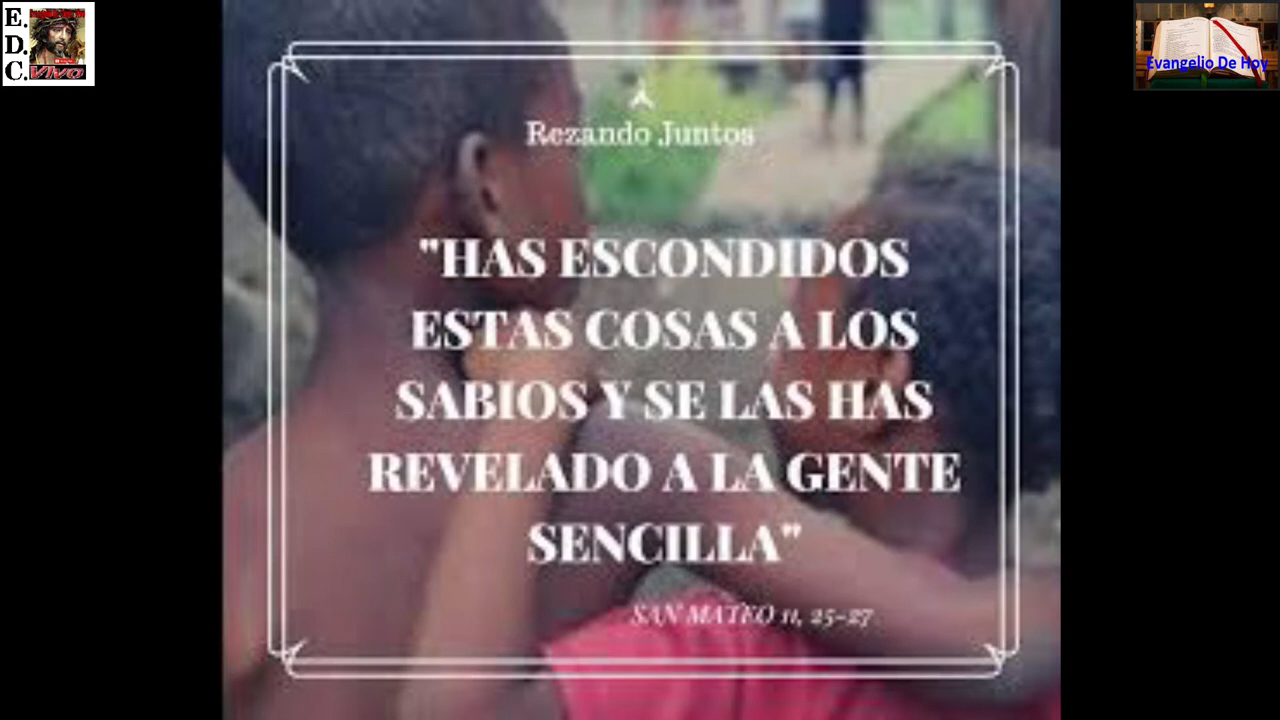 E.
D.
C.
VIVO
Evangelio De Hoy
Rezando Juntos
"HAS ESCONDIDOS
ESTAS COSAS A LOS
SABIOS Y SE LAS HAS
REVELADO A LA GENTE
SENCILLA"
SAN MATEO 11, 25-27